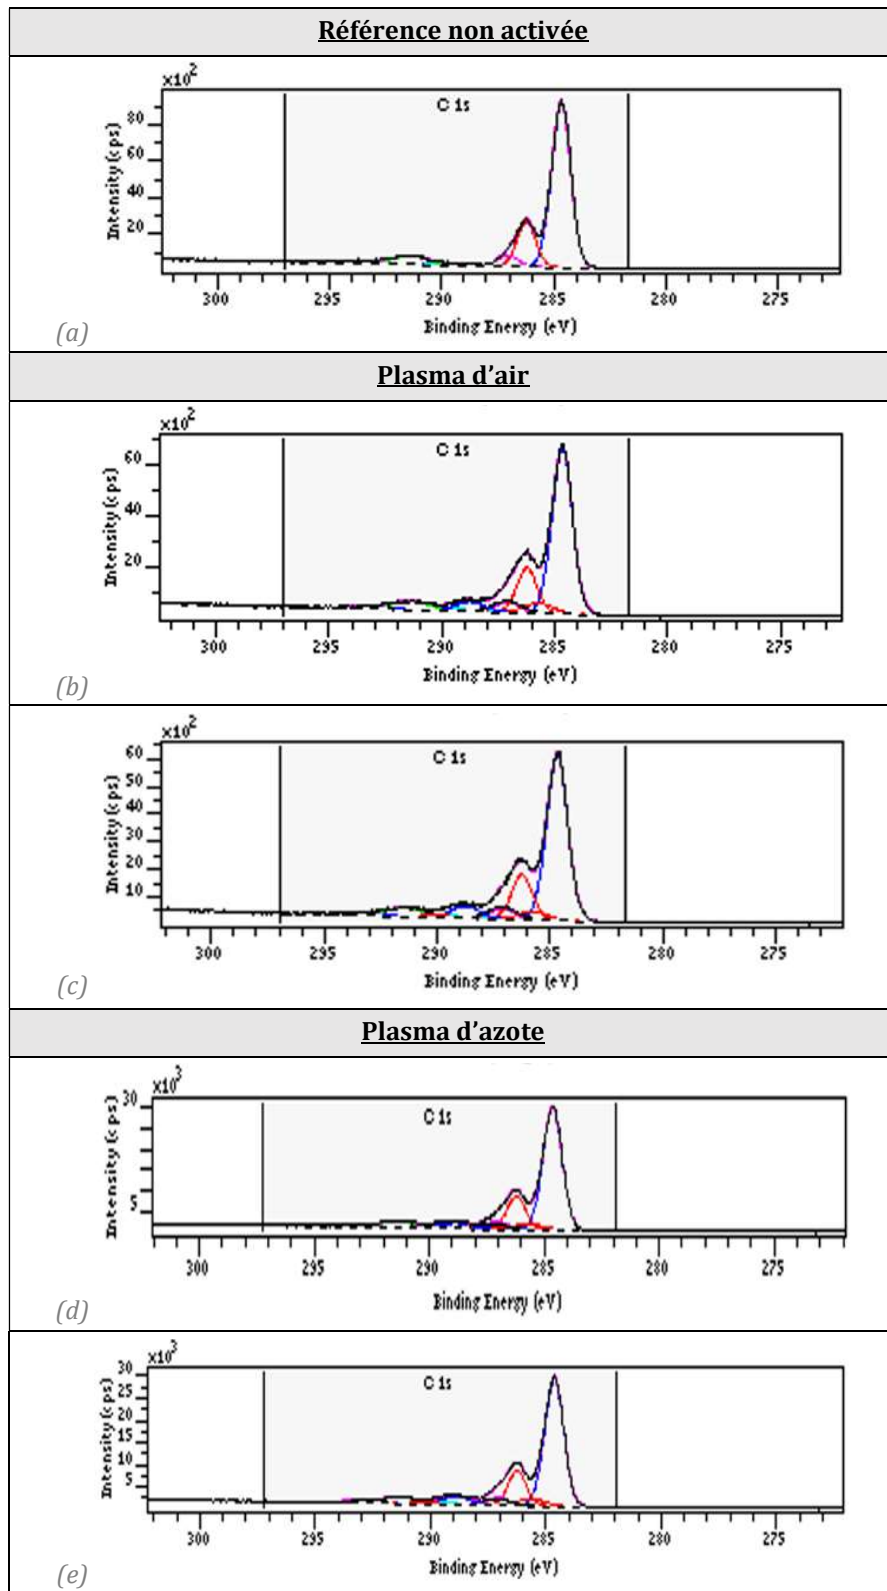 Référence non activée
x10²
C 1s
Intensity (cps)
80
60
40
20
300 295 290 285 280 275
Binding Energy (eV)
(a)
Plasma d'air
x10²
C 1s
Intensity (cps)
60
40
20
300 295 290 285 280 275
Binding Energy (eV)
(b)
x10²
C 1s
Intensity (cps)
60
50
40
30
20
10
300 295 290 285 280 275
Binding Energy (eV)
(c)
Plasma d'azote
x10³
C 1s
Intensity (cps)
30
5
300 295 290 285 280 275
Binding Energy (eV)
(d)
x10³
C 1s
Intensity (cps)
30
25
20
15
10
5
300 295 290 285 280 275
Binding Energy (eV)
(e)